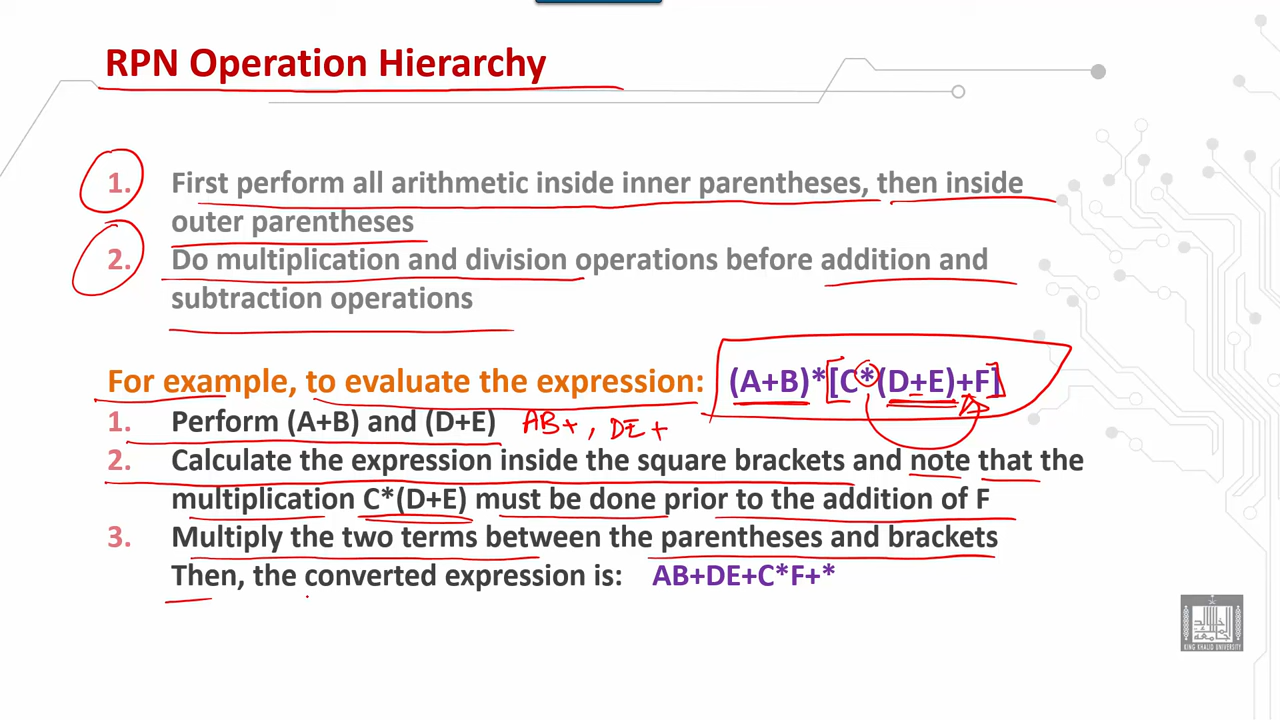 RPN Operation Hierarchy
1. First perform all arithmetic inside inner parentheses, then inside
outer parentheses
2. Do multiplication and division operations before addition and
subtraction operations
For example, to evaluate the expression: (A+B)*[C*(D+E)+F]
1. Perform (A+B) and (D+E) AB+, DE+
2. Calculate the expression inside the square brackets and note that the
multiplication C*(D+E) must be done prior to the addition of F
3. Multiply the two terms between the parentheses and brackets
Then, the converted expression is: AB+DE+C*F+*
KING KHALID UNIVERSITY